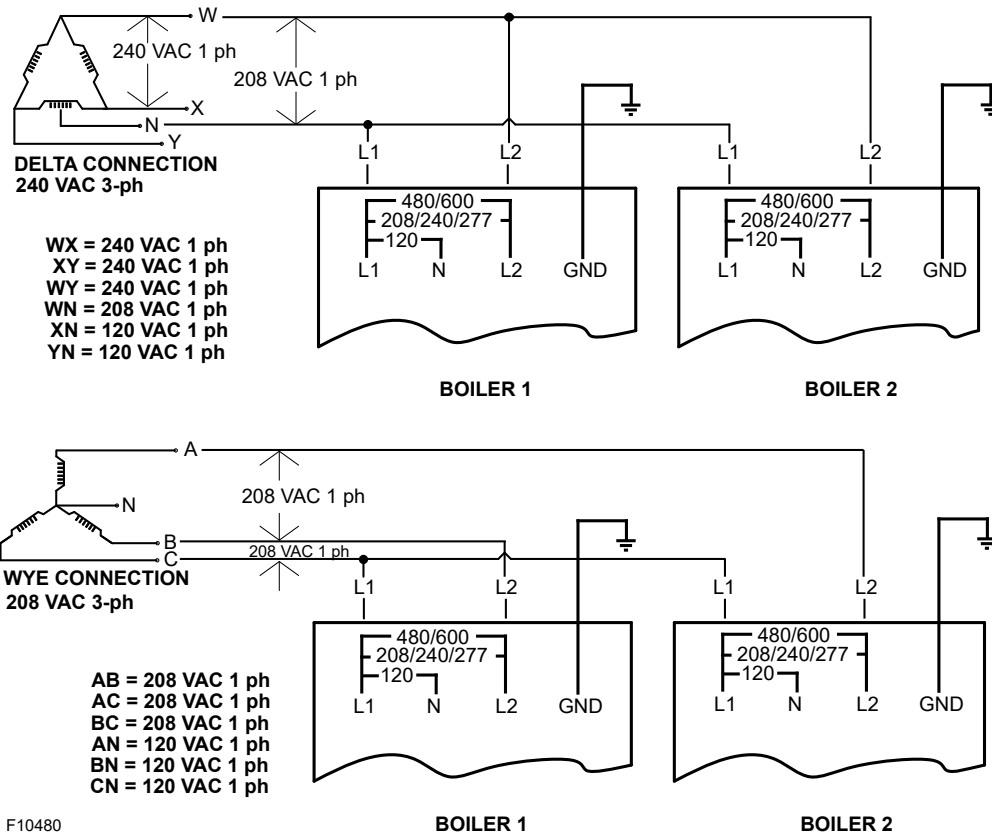 W
240 VAC 1 ph
208 VAC 1 ph
X
N
Y
DELTA CONNECTION
240 VAC 3-ph
L1 L2 L1 L2
480/600 480/600
208/240/277 208/240/277
120 120
L1 N L2 GND L1 N L2 GND
WX = 240 VAC 1 ph
XY = 240 VAC 1 ph
WY = 240 VAC 1 ph
WN = 208 VAC 1 ph
XN = 120 VAC 1 ph
YN = 120 VAC 1 ph
BOILER 1 BOILER 2
A
208 VAC 1 ph
N
B
208 VAC 1 ph
C
WYE CONNECTION
208 VAC 3-ph
L1 L2 L1 L2
480/600 480/600
208/240/277 208/240/277
120 120
L1 N L2 GND L1 N L2 GND
AB = 208 VAC 1 ph
AC = 208 VAC 1 ph
BC = 208 VAC 1 ph
AN = 120 VAC 1 ph
BN = 120 VAC 1 ph
CN = 120 VAC 1 ph
F10480 BOILER 1 BOILER 2